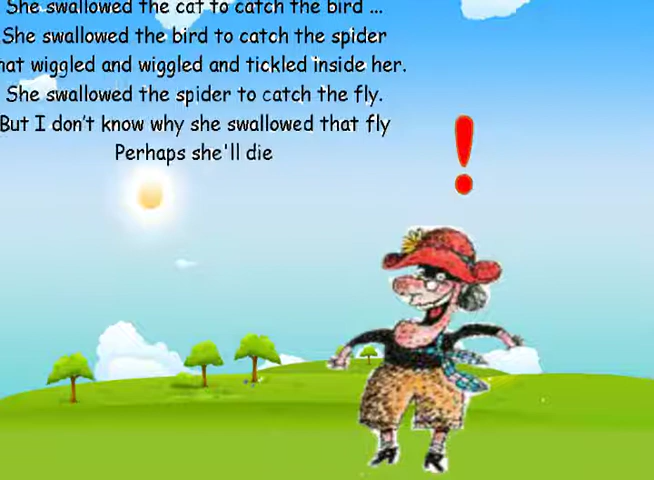 She swallowed the cat to catch the bird ...
She swallowed the bird to catch the spider
hat wiggled and wiggled and tickled inside her.
She swallowed the spider to catch the fly.
But I don't know why she swallowed that fly
Perhaps she'll die
!